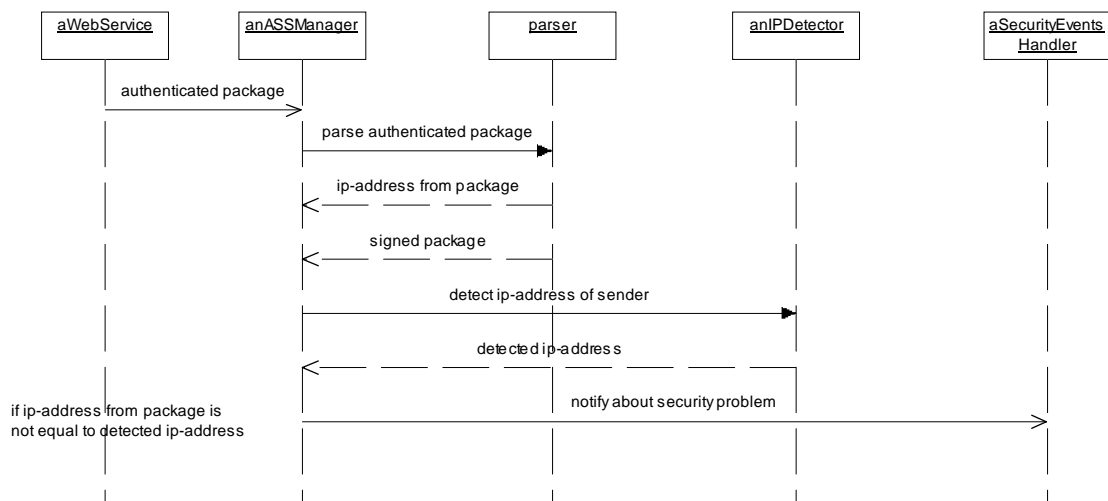 aWebService
anASSManager
parser
anIPDetector
aSecurityEvents
Handler
authenticated package
parse authenticated package
ip-address from package
signed package
detect ip-address of sender
detected ip-address
notify about security problem
if ip-address from package is
not equal to detected ip-address